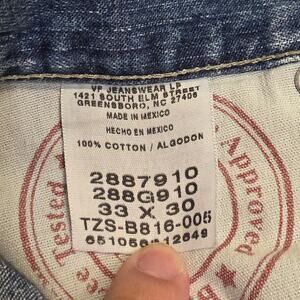 VF JEANSWEAR LP
1421 SOUTH ELM STREET
GREENSBORO, NC 27406
MADE IN MEXICO
HECHO EN MEXICO
100% COTTON / ALGODON
2887910
288G910
33 X 30
TZS-B816-005
Tested
Approved